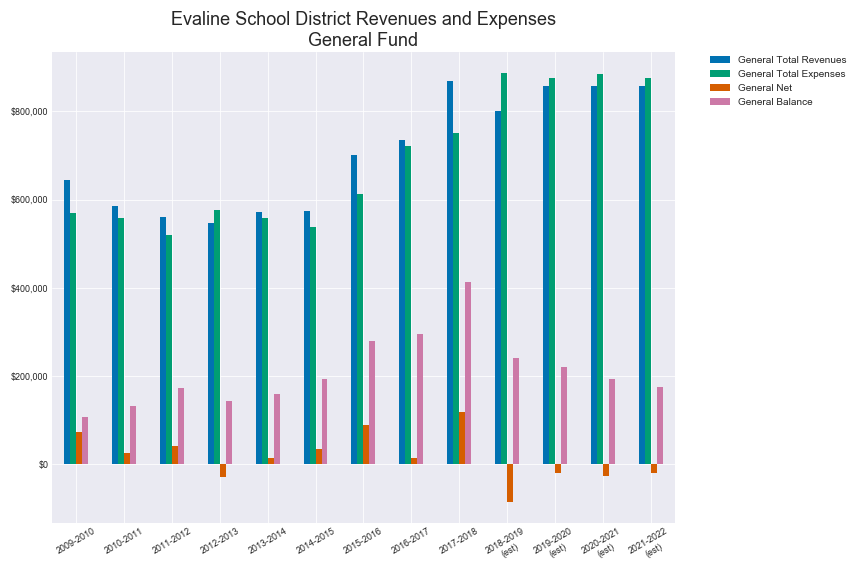 Evaline School District Revenues and Expenses
General Fund
General Total Revenues
General Total Expenses
General Net
General Balance
$800,000
$600,000
$400,000
$200,000
$0
2009-2010
2010-2011
2011-2012
2012-2013
2013-2014
2014-2015
2015-2016
2016-2017
2017-2018
2018-2019
(est)
2019-2020
(est)
2020-2021
(est)
2021-2022
(est)